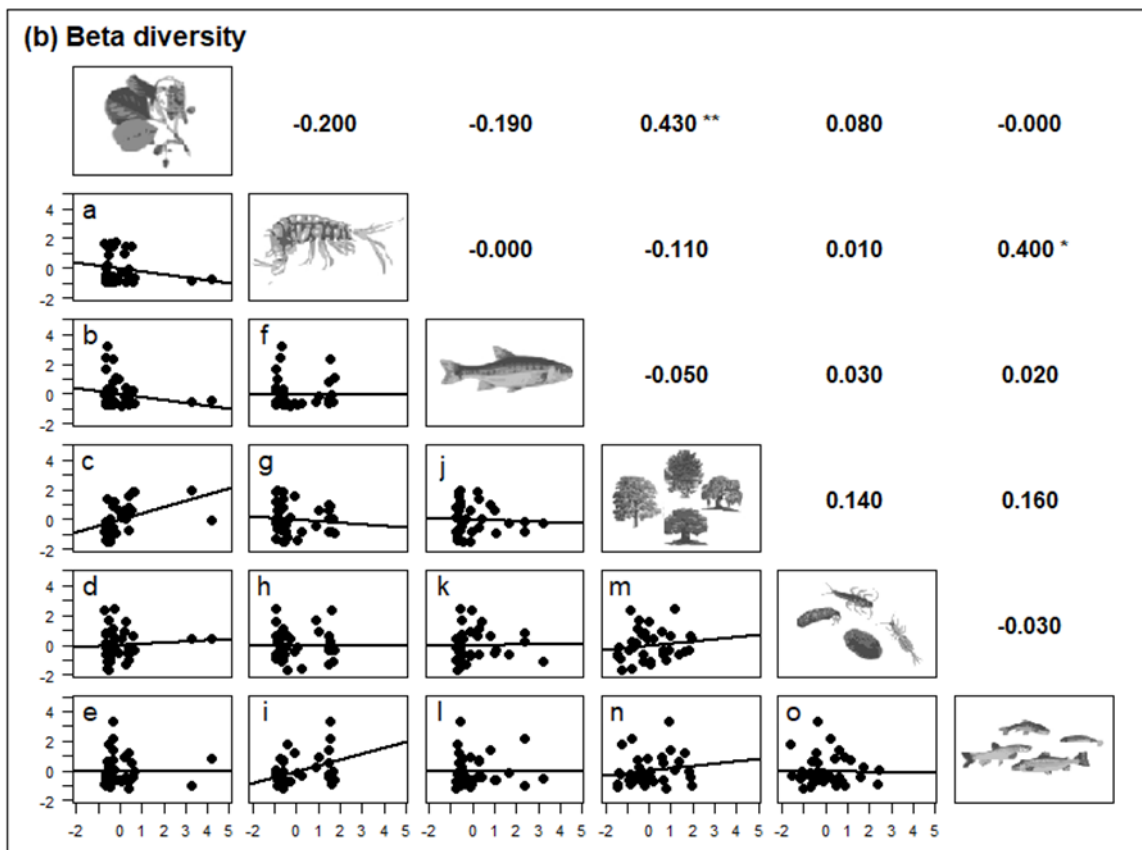 (b) Beta diversity
-0.200 -0.190 0.430 ** 0.080 -0.000
4 2 0 -2
a
-0.000 -0.110 0.010 0.400 *
4 2 0 -2
b f
-0.050 0.030 0.020
4 2 0 -2
c g j
0.140 0.160
4 2 0 -2
d h k m
-0.030
4 2 0 -2
e i l n o
-2 0 1 2 3 4 5 -2 0 1 2 3 4 5 -2 0 1 2 3 4 5 -2 0 1 2 3 4 5 -2 0 1 2 3 4 5